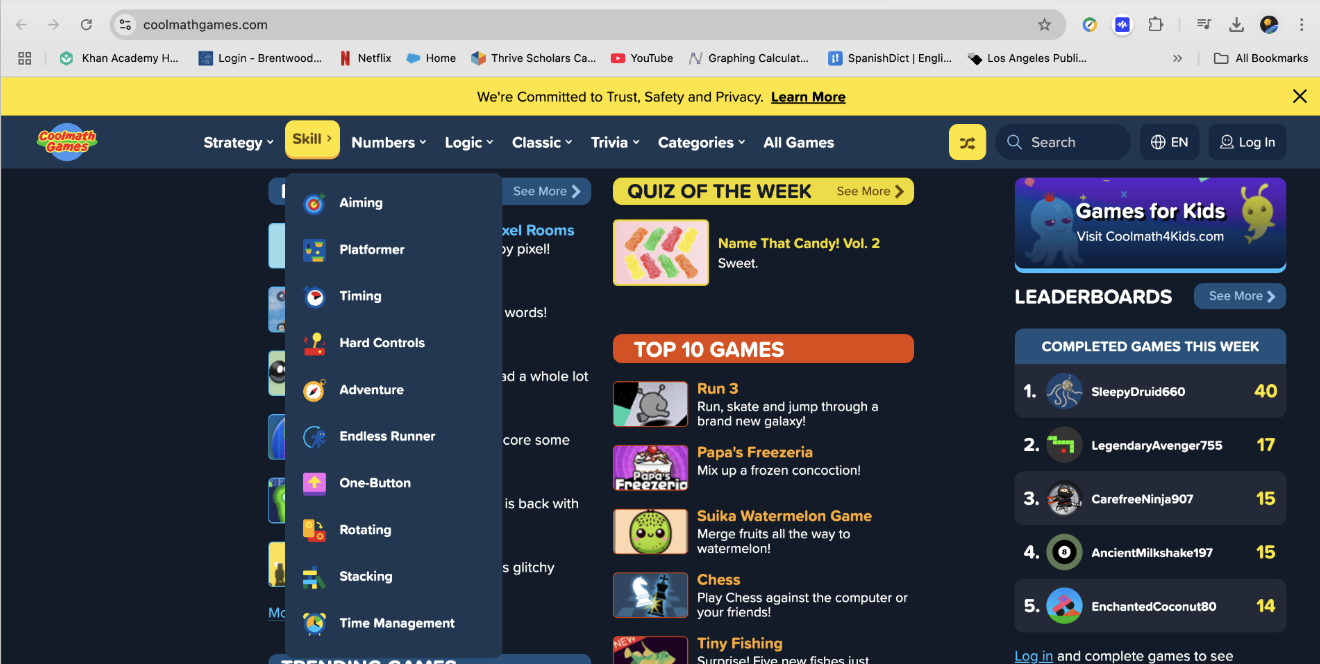 coolmathgames.com
Khan Academy H...
Login - Brentwood...
Netflix
Home
Thrive Scholars Ca...
YouTube
Graphing Calculat...
SpanishDict | Engli...
Los Angeles Publi...
All Bookmarks
We're Committed to Trust, Safety and Privacy. Learn More
Coolmath Games
Strategy
Skill
Numbers
Logic
Classic
Trivia
Categories
All Games
Search
EN
Log In
Aiming
Platformer
Timing
Hard Controls
Adventure
Endless Runner
One-Button
Rotating
Stacking
Time Management
See More
xel Rooms
by pixel!!
words!
ad a whole lot
core some
is back with
s glitchy
Mo
TRENDING GAMES
QUIZ OF THE WEEK
See More
Name That Candy! Vol. 2
Sweet.
TOP 10 GAMES
Run 3
Run, skate and jump through a
brand new galaxy!
Papa's Freezeria
Papa's Freezeria
Mix up a frozen concoction!
Suika Watermelon Game
Merge fruits all the way to
watermelon!
Chess
Play Chess against the computer or
your friends!
NEW
Tiny Fishing
Surprise! Five new fishes just
Games for Kids
Visit Coolmath4Kids.com
LEADERBOARDS
See More
COMPLETED GAMES THIS WEEK
1. SleepyDruid660 40
2. LegendaryAvenger755 17
3. CarefreeNinja907 15
4. 8 AncientMilkshake197 15
5. EnchantedCoconut80 14
Log in and complete games to see